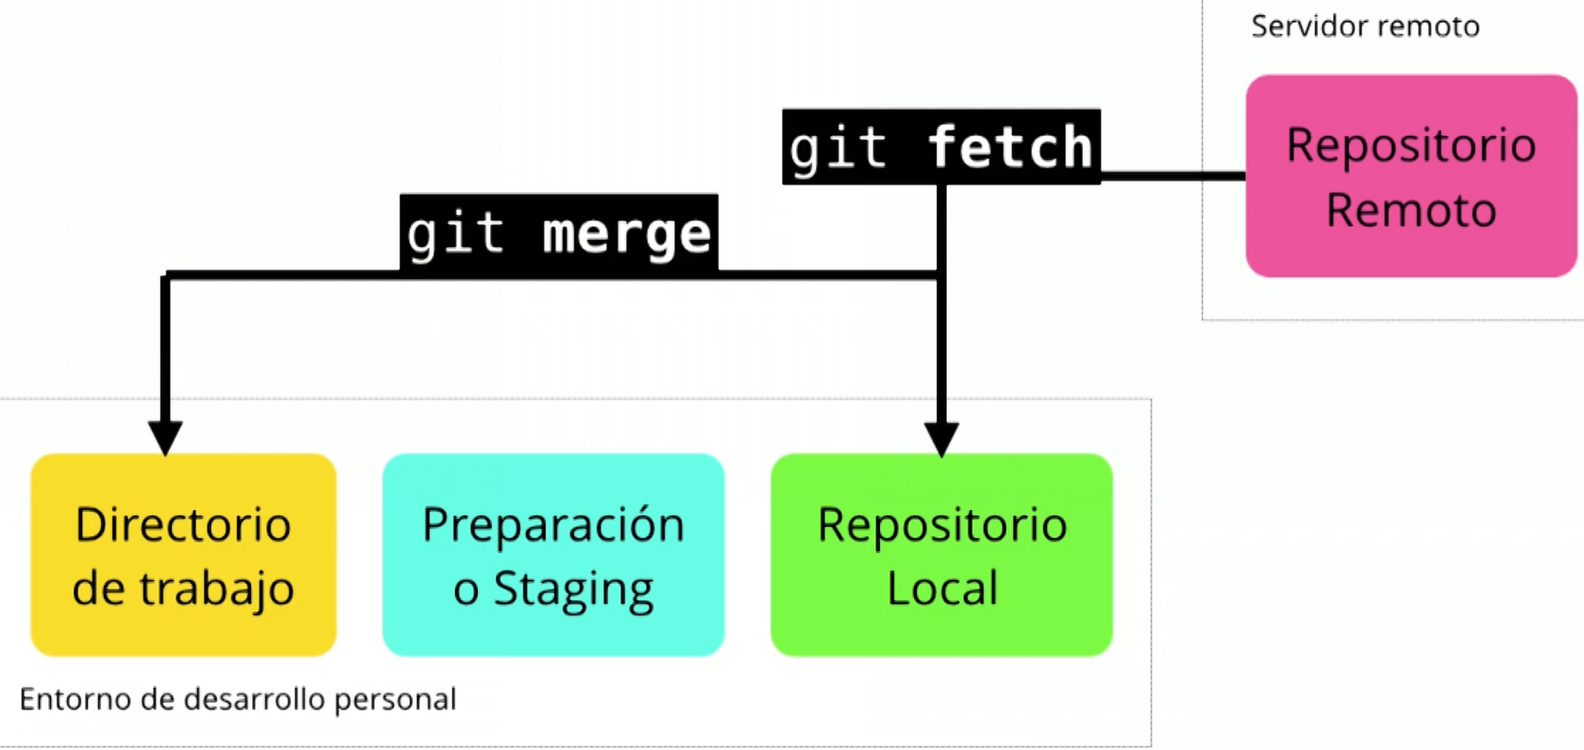 Servidor remoto
git fetch
Repositorio
Remoto
git merge
Directorio
de trabajo
Preparación
o Staging
Repositorio
Local
Entorno de desarrollo personal